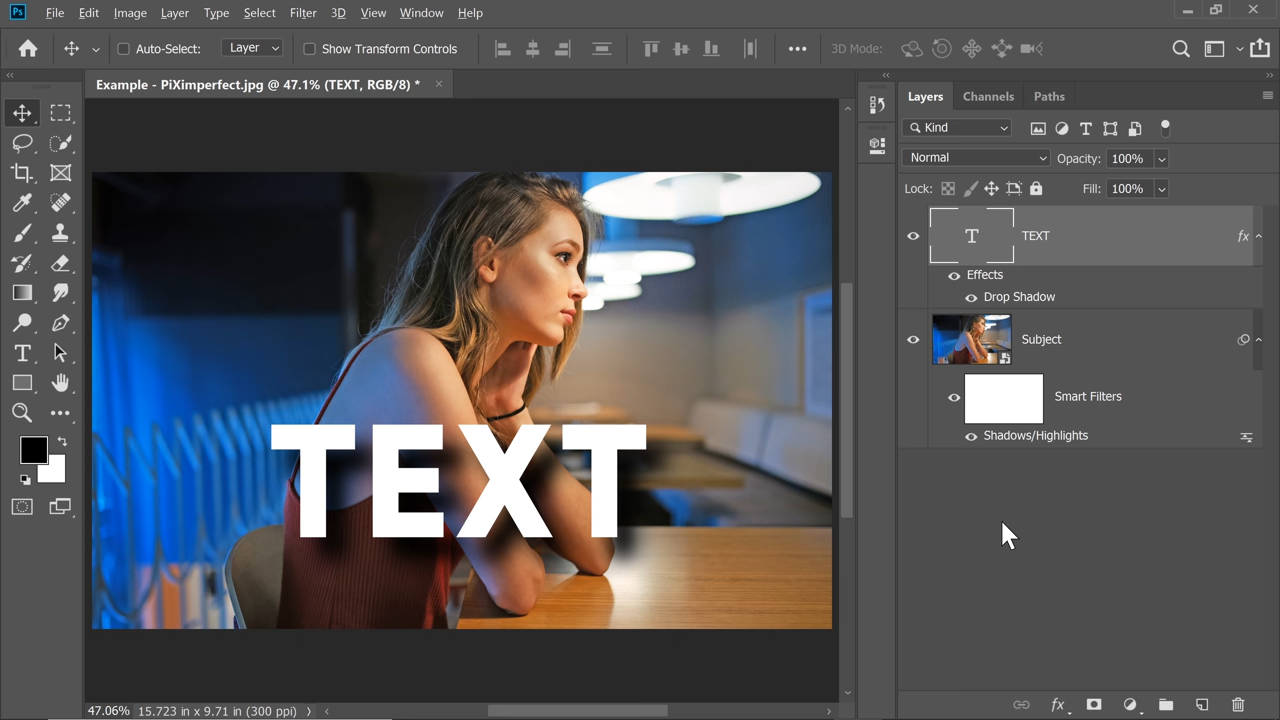 Ps File Edit Image Layer Type Select Filter 3D View Window Help
Auto-Select: Layer Show Transform Controls 3D Mode:
Example - PiXimperfect.jpg @ 47.1% (TEXT, RGB/8) *
Layers Channels Paths
Kind
Normal Opacity: 100%
Lock: Fill: 100%
T TEXT fx
Effects
Drop Shadow
Subject
Smart Filters
Shadows/Highlights
TEXT
47.06% 15.723 in x 9.71 in (300 ppi)
fx